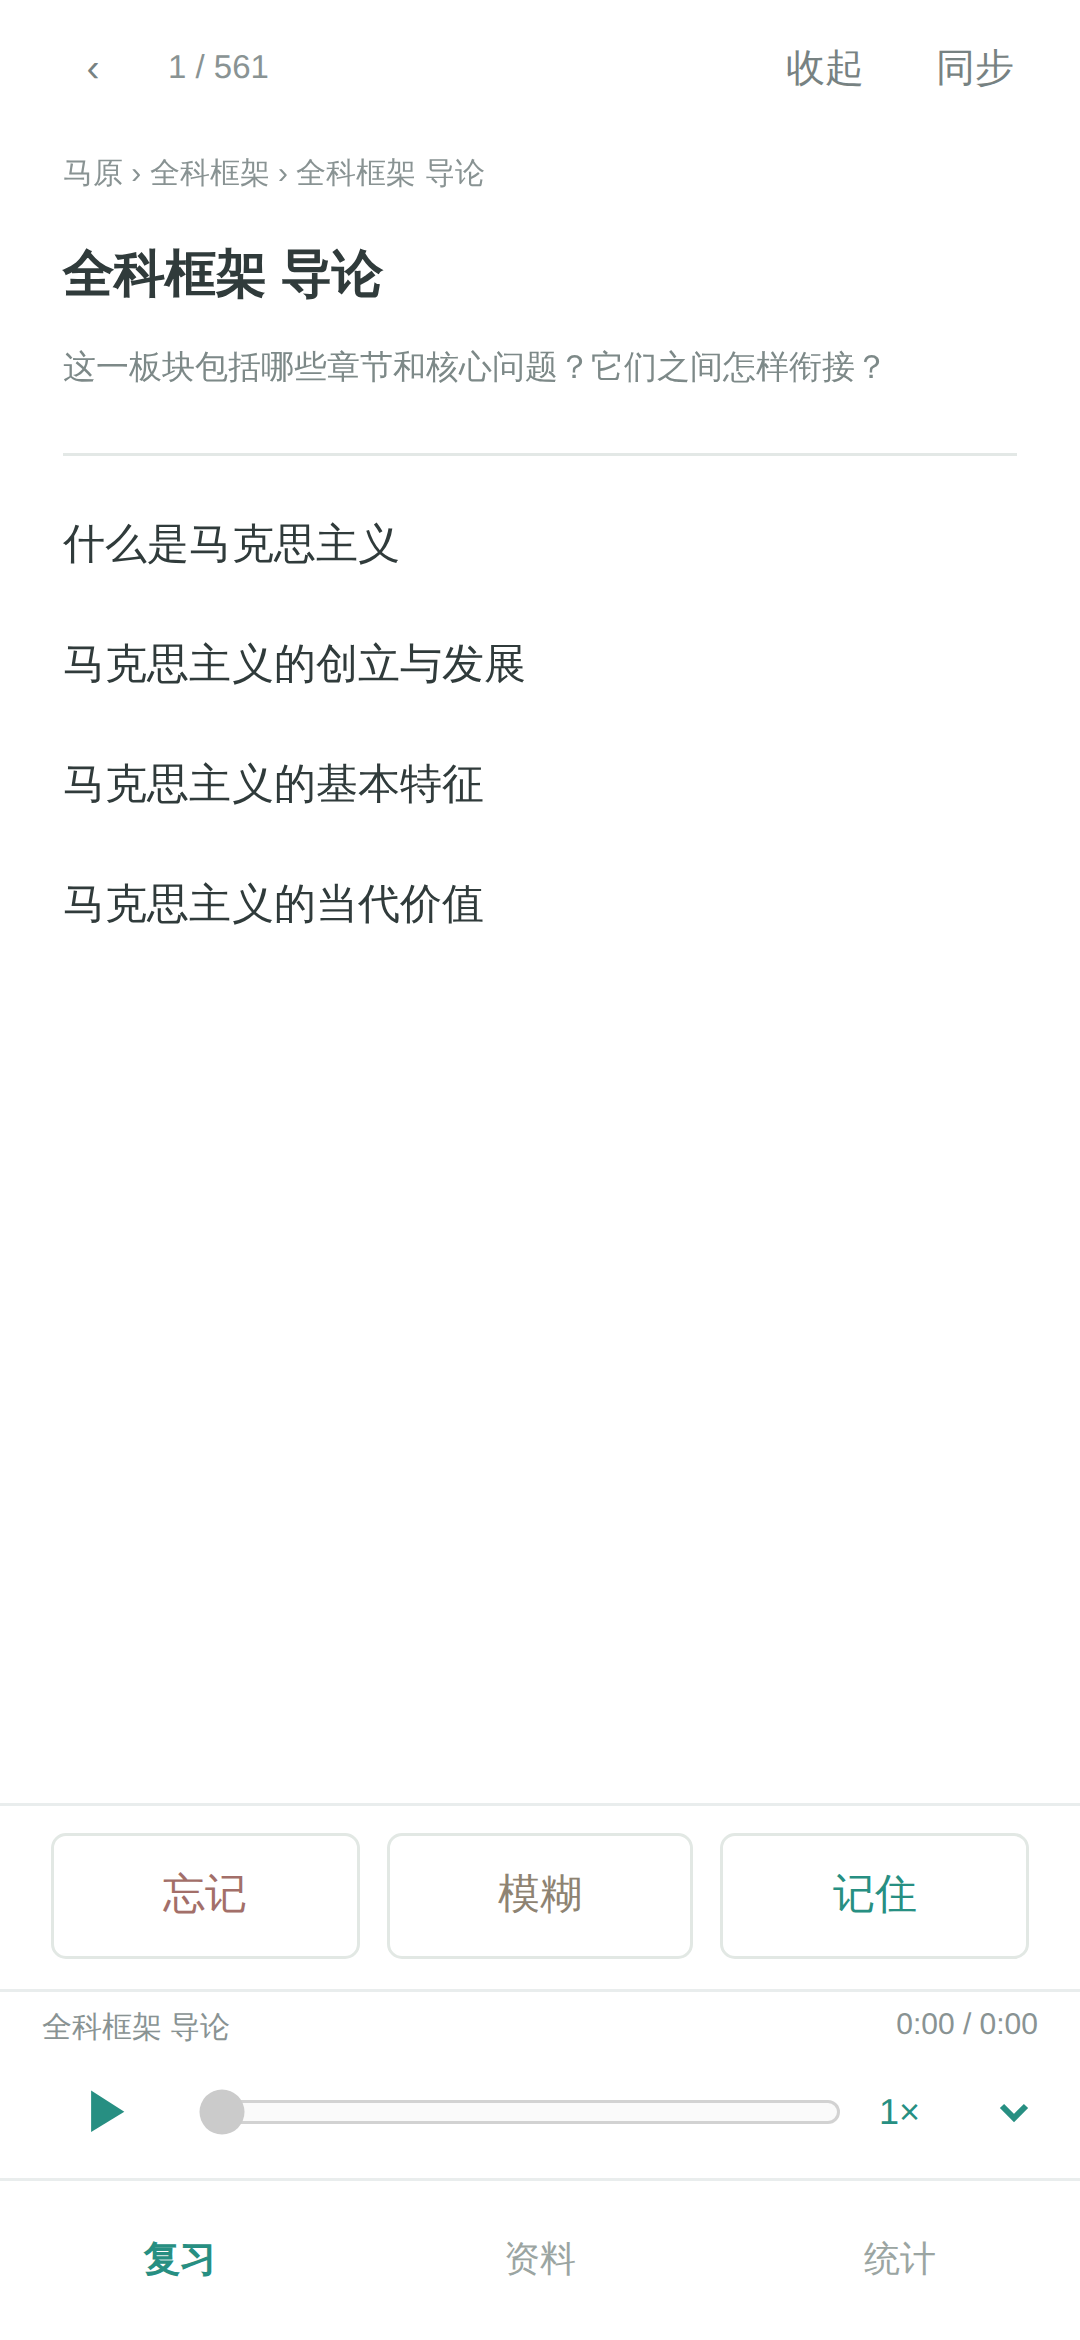 ‹ 1 / 561 收起 同步
马原 › 全科框架 › 全科框架 导论
全科框架 导论
这一板块包括哪些章节和核心问题？它们之间怎样衔接？
什么是马克思主义
马克思主义的创立与发展
马克思主义的基本特征
马克思主义的当代价值
忘记 模糊 记住
全科框架 导论 0:00 / 0:00
1×
复习 资料 统计